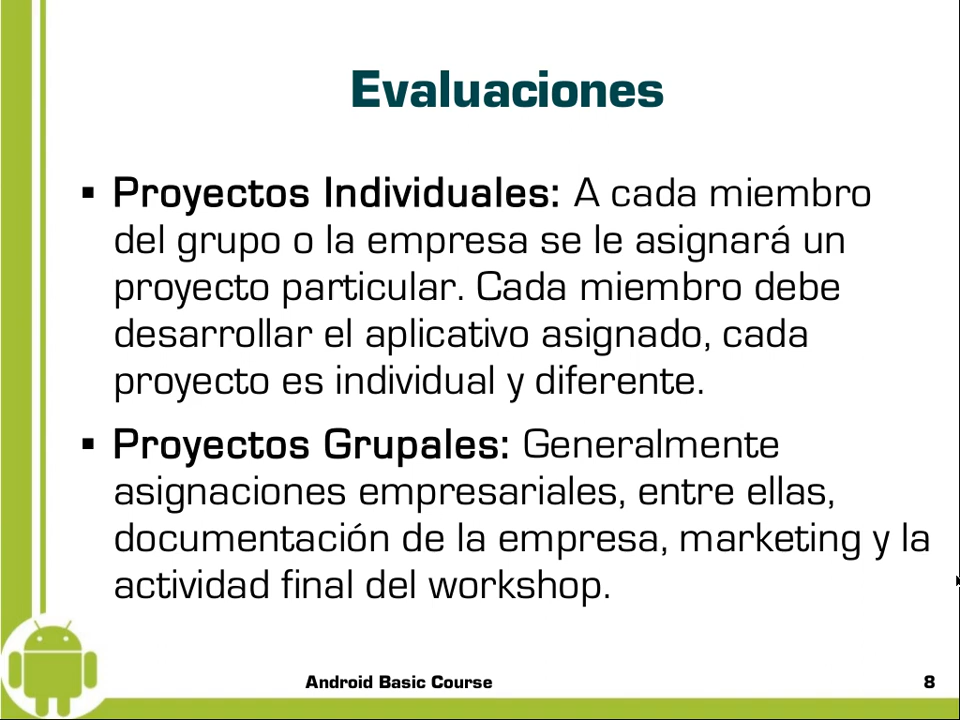 Evaluaciones
▪ Proyectos Individuales: A cada miembro
del grupo o la empresa se le asignará un
proyecto particular. Cada miembro debe
desarrollar el aplicativo asignado, cada
proyecto es individual y diferente.
▪ Proyectos Grupales: Generalmente
asignaciones empresariales, entre ellas,
documentación de la empresa, marketing y la
actividad final del workshop.
Android Basic Course
8